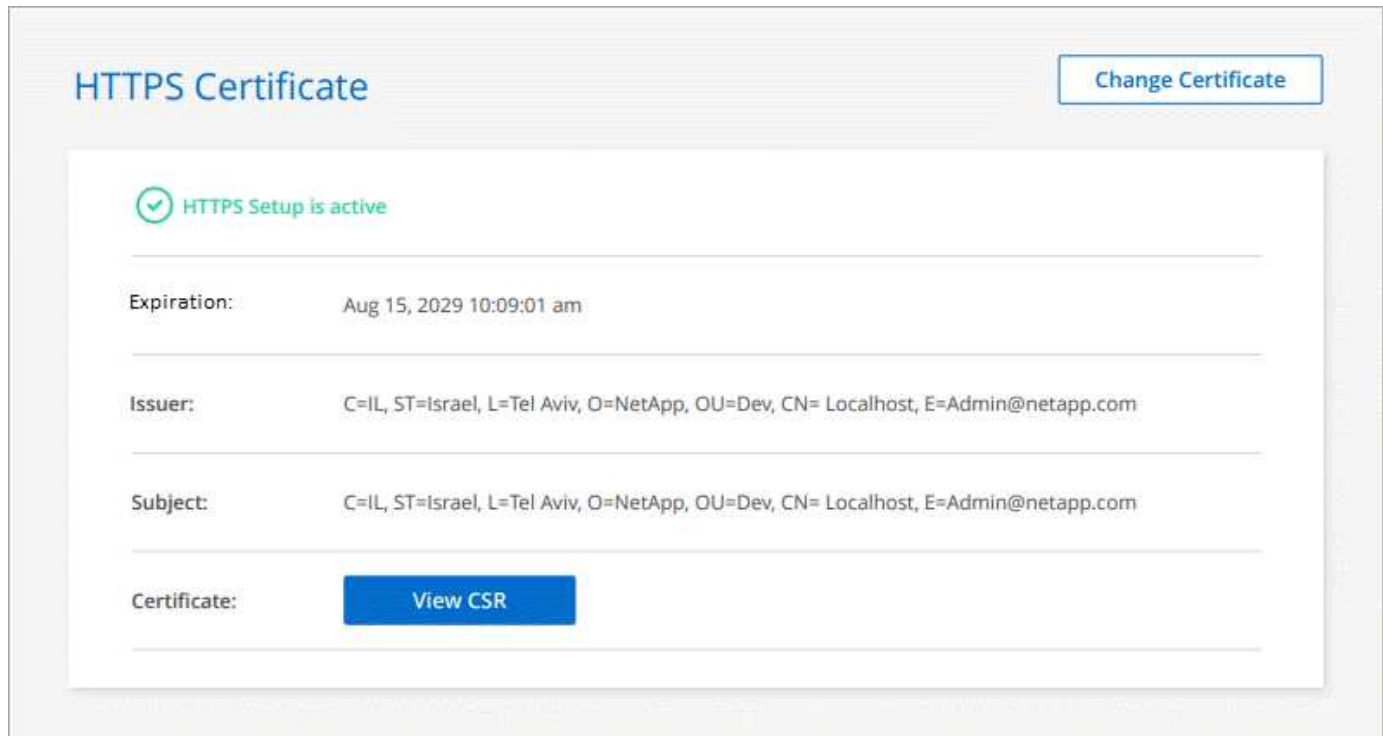 HTTPS Certificate
Change Certificate
HTTPS Setup is active
Expiration: Aug 15, 2029 10:09:01 am
Issuer: C=IL, ST=Israel, L=Tel Aviv, O=NetApp, OU=Dev, CN= Localhost, E=Admin@netapp.com
Subject: C=IL, ST=Israel, L=Tel Aviv, O=NetApp, OU=Dev, CN= Localhost, E=Admin@netapp.com
Certificate: View CSR